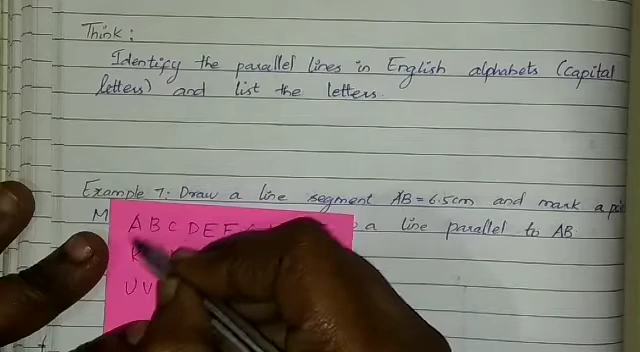 Think:
Identify the parallel lines in English alphabets (capital
letters) and list the letters.
Example 7: Draw a line segment AB = 6.5cm and mark a
M
A B C D E F
a line parallel to AB
K
U V